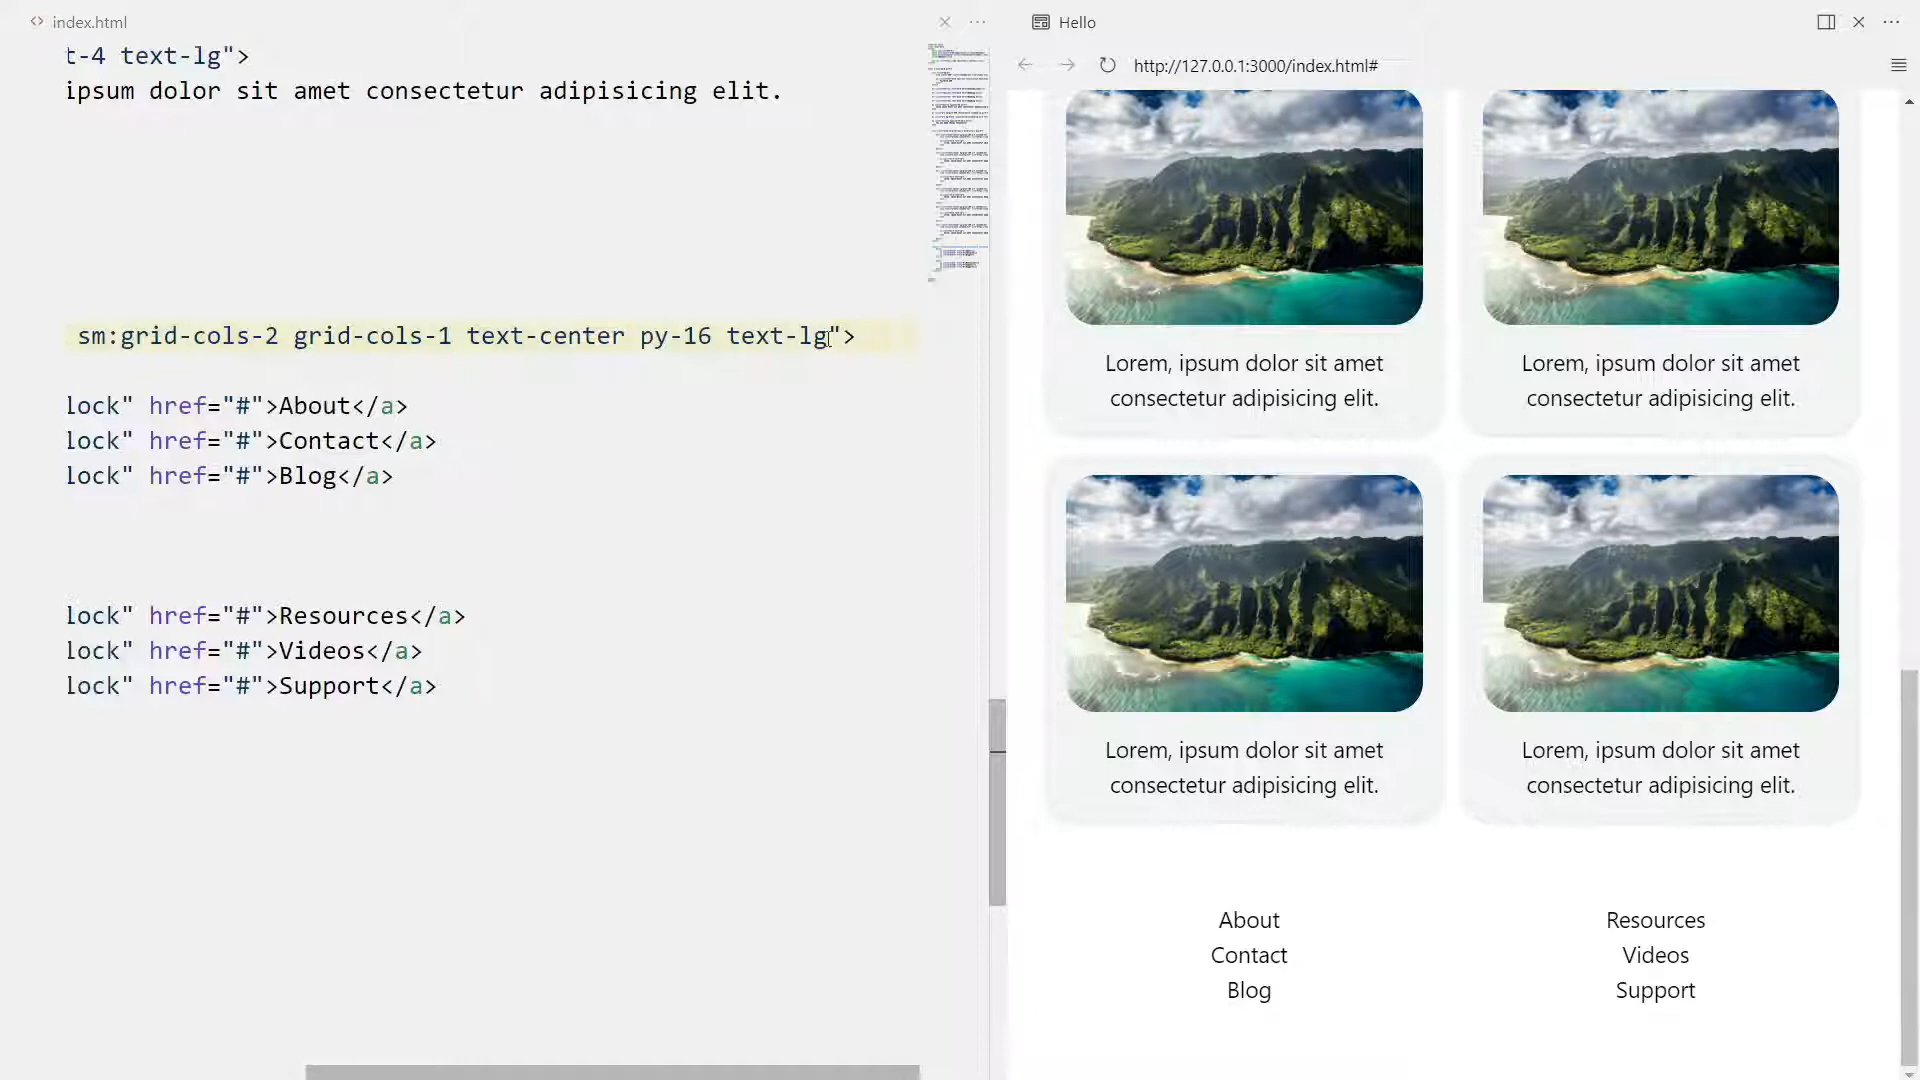 index.html
t-4 text-lg">
ipsum dolor sit amet consectetur adipisicing elit.
sm:grid-cols-2 grid-cols-1 text-center py-16 text-lg">
lock" href="#">About</a>
lock" href="#">Contact</a>
lock" href="#">Blog</a>
lock" href="#">Resources</a>
lock" href="#">Videos</a>
lock" href="#">Support</a>
Hello
http://127.0.0.1:3000/index.html#
Lorem, ipsum dolor sit amet
consectetur adipisicing elit.
Lorem, ipsum dolor sit amet
consectetur adipisicing elit.
Lorem, ipsum dolor sit amet
consectetur adipisicing elit.
Lorem, ipsum dolor sit amet
consectetur adipisicing elit.
About
Contact
Blog
Resources
Videos
Support